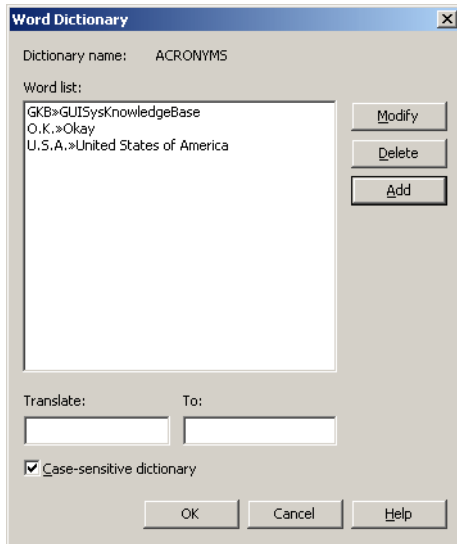 Word Dictionary
Dictionary name: ACRONYMS
Word list:
GKB»GUISysKnowledgeBase
O.K.»Okay
U.S.A.»United States of America
Modify
Delete
Add
Translate: To:
Case-sensitive dictionary
OK Cancel Help